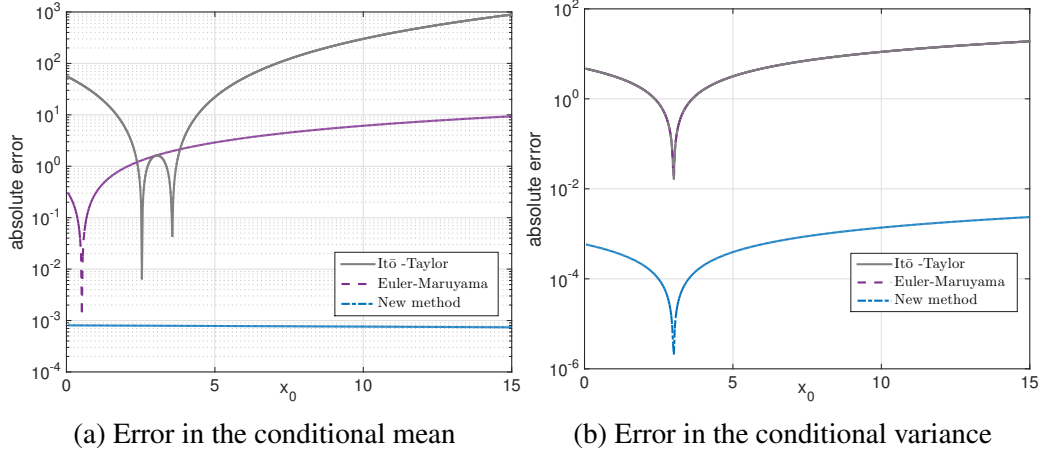 10^3
10^2
10^1
10^0
10^-1
10^-2
10^-3
10^-4
absolute error
0
5
10
15
x_0
Itō -Taylor
Euler-Maruyama
New method
(a) Error in the conditional mean
10^2
10^0
10^-2
10^-4
10^-6
absolute error
0
5
10
15
x_0
Itō -Taylor
Euler-Maruyama
New method
(b) Error in the conditional variance